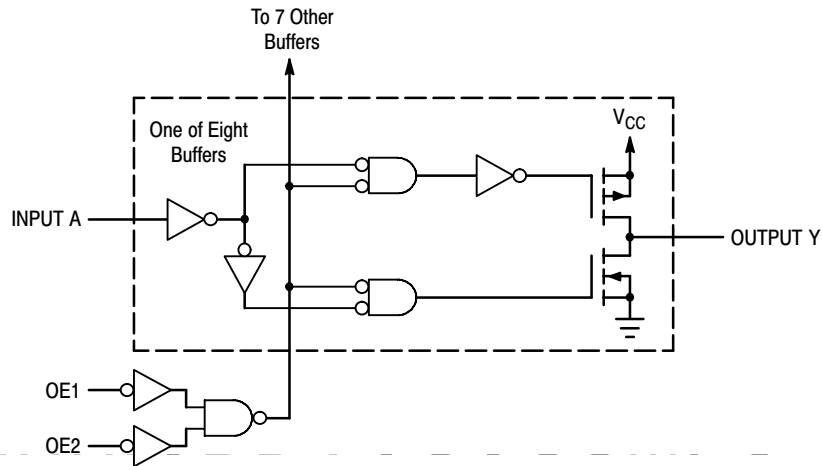 To 7 Other
Buffers
One of Eight
Buffers
VCC
INPUT A
OUTPUT Y
OE1
OE2